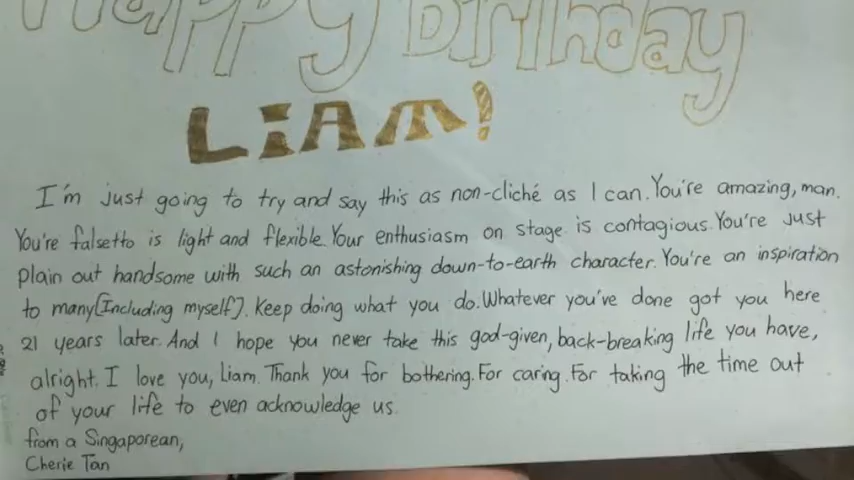 Happy Birthday
LiAM!
I'm just going to try and say this as non-cliché as I can. You're amazing, man.
You're falsetto is light and flexible. Your enthusiasm on stage is contagious. You're just
plain out handsome with such an astonishing down-to-earth character. You're an inspiration
to many[Including myself]. Keep doing what you do. Whatever you've done got you here
21 years later. And I hope you never take this god-given, back-breaking life you have,
alright. I love you, Liam. Thank you for bothering. For caring. For taking the time out
of your life to even acknowledge us.
from a Singaporean,
Cherie Tan